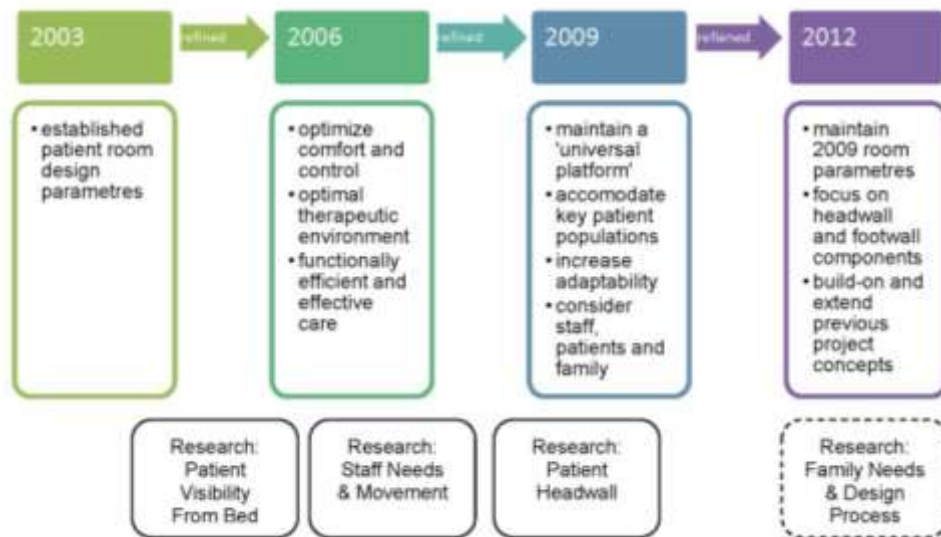 2003
refined
2006
refined
2009
refiened
2012
• established
patient room
design
parametres
• optimize
comfort and
control
• optimal
therapeutic
environment
• functionally
efficient and
effective
care
• maintain a
'universal
platform'
• accomodate
key patient
populations
• increase
adaptability
• consider
staff,
patients and
family
• maintain
2009 room
parametres
• focus on
headwall
and footwall
components
• build-on and
extend
previous
project
concepts
Research:
Patient
Visibility
From Bed
Research:
Staff Needs
& Movement
Research:
Patient
Headwall
Research:
Family Needs
& Design
Process